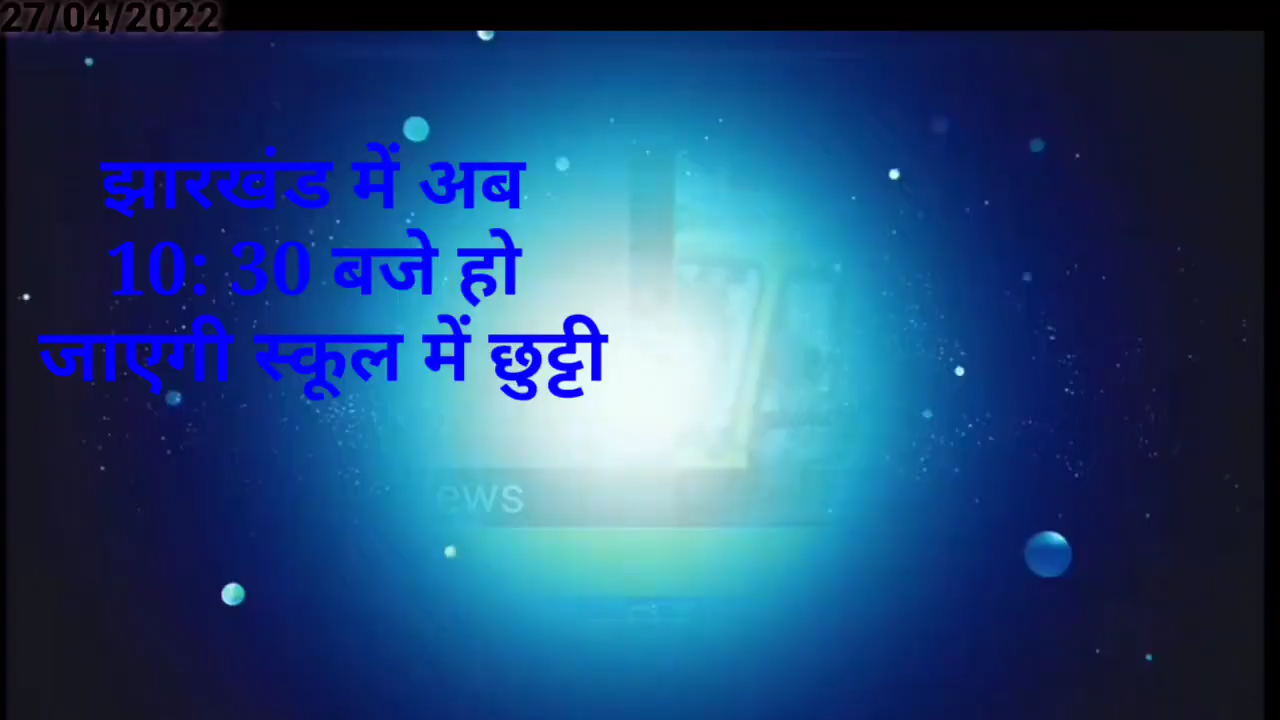 27/04/2022
झारखंड में अब
10: 30 बजे हो
जाएगी स्कूल में छुट्टी
ews